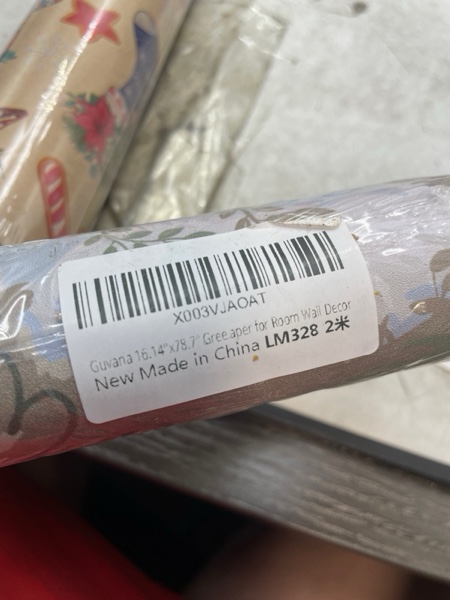 X003VJAOAT
Guvana 16.14"x78.7" Gree aper for Room Wall Decor
New Made in China LM328 2米